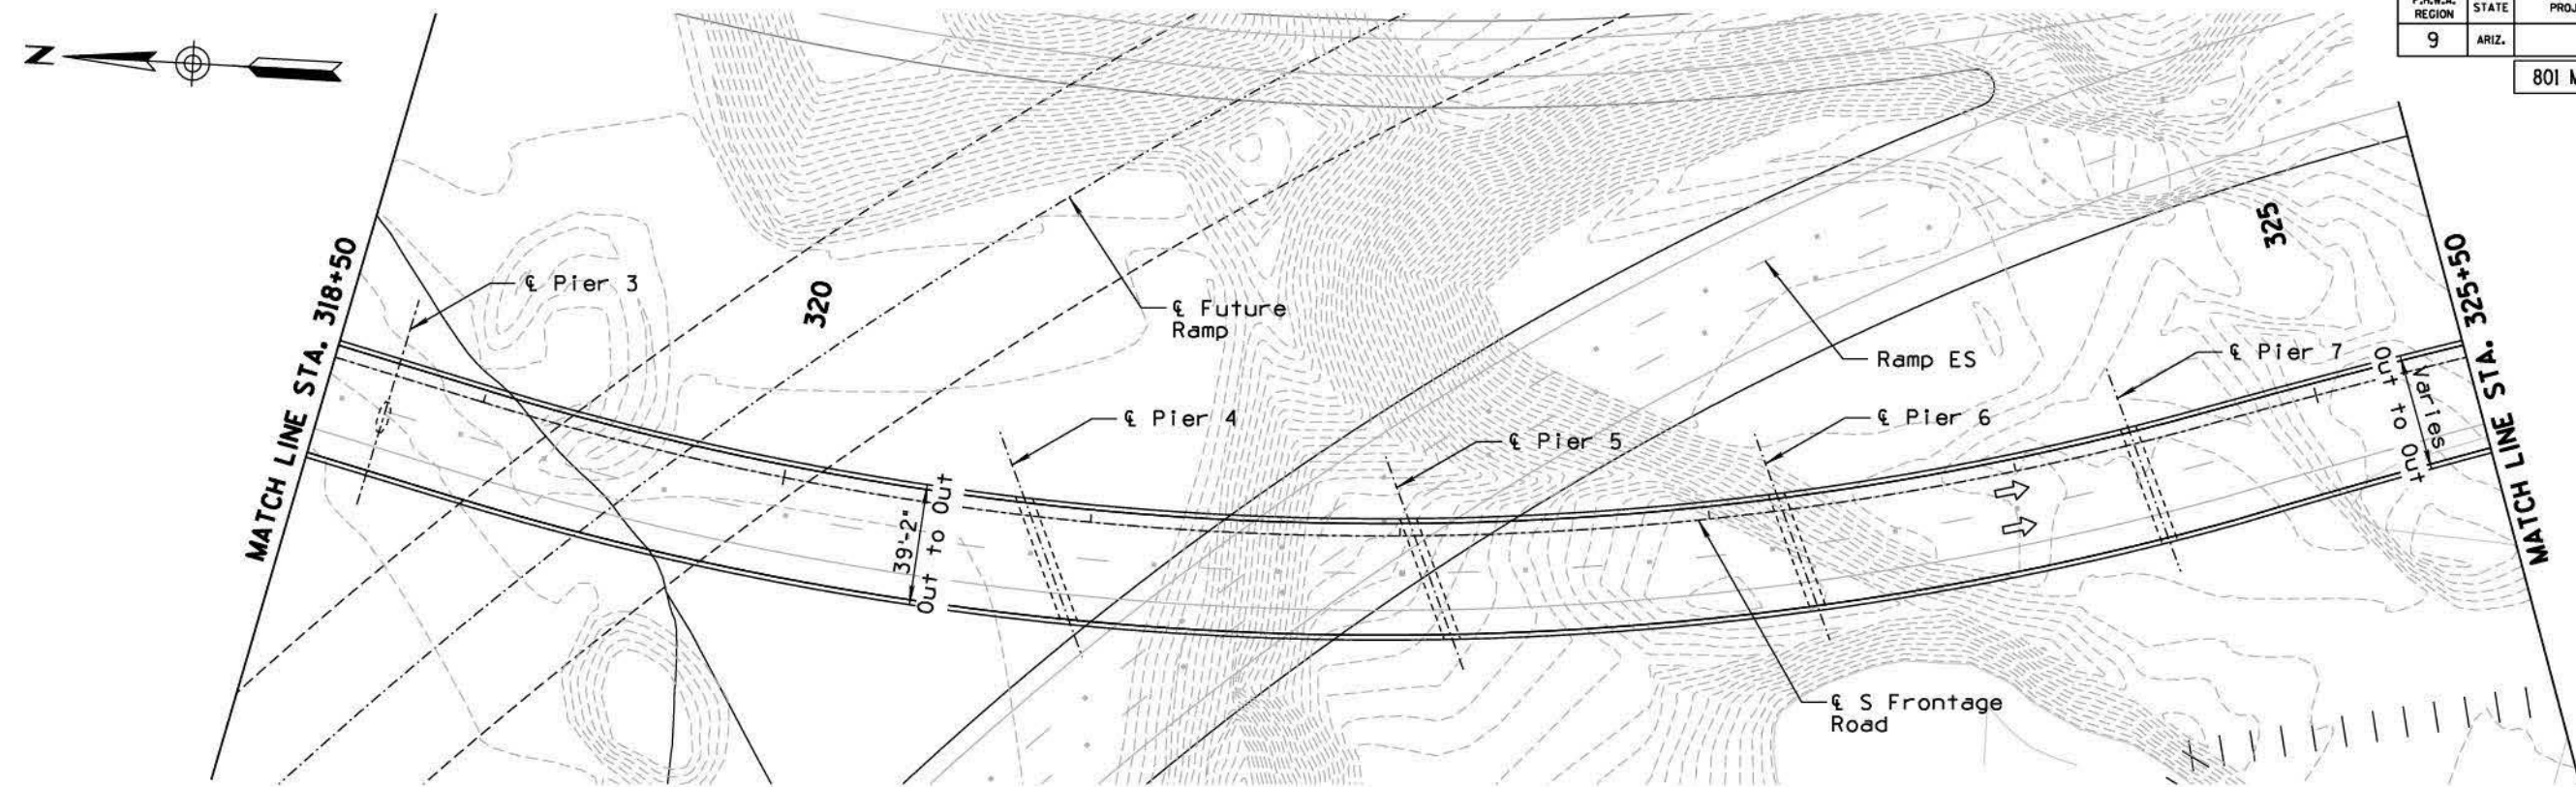 N
F.H.W.A.
REGION
STATE
9
ARIZ.
801
MATCH LINE STA. 318+50
℄ Pier 3
320
℄ Future
Ramp
39'-2"
Out to Out
℄ Pier 4
℄ Pier 5
Ramp ES
℄ Pier 6
℄ S Frontage
Road
℄ Pier 7
325
Varies
Out to Out
MATCH LINE STA. 325+50